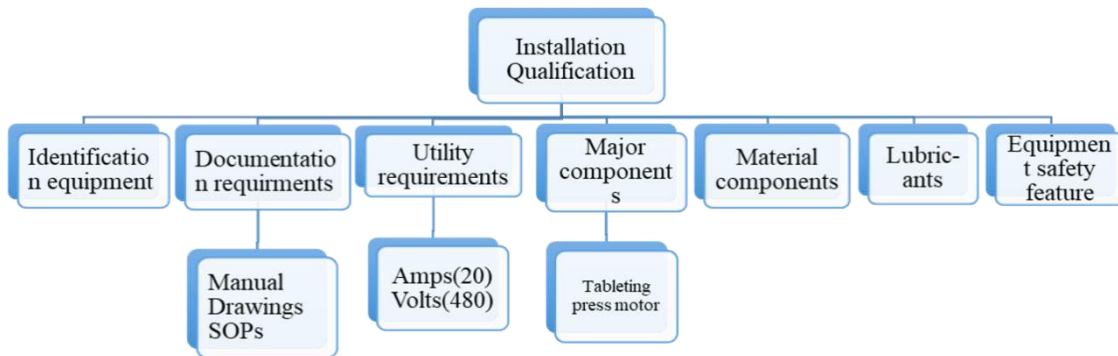 Installation
Qualification
Identificatio
n equipment
Documentatio
n requirments
Utility
requirements
Major
component
s
Material
components
Lubric-
ants
Equipmen
t safety
feature
Manual
Drawings
SOPs
Amps(20)
Volts(480)
Tableting
press motor